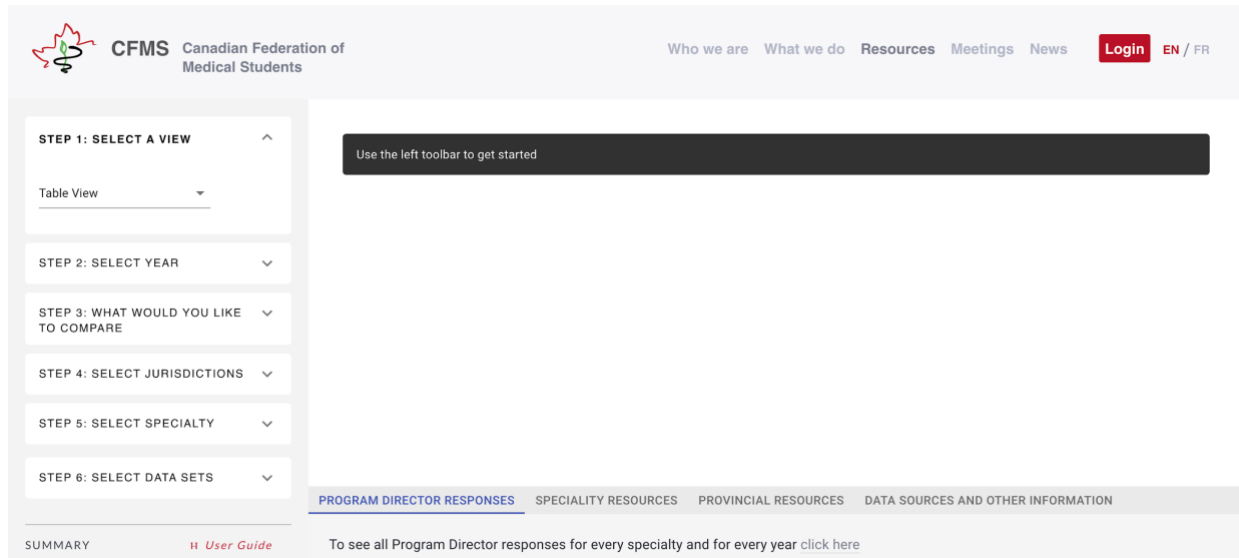 CFMS Canadian Federation of
Medical Students
Who we are What we do Resources Meetings News Login EN / FR
STEP 1: SELECT A VIEW
Table View
STEP 2: SELECT YEAR
STEP 3: WHAT WOULD YOU LIKE
TO COMPARE
STEP 4: SELECT JURISDICTIONS
STEP 5: SELECT SPECIALTY
STEP 6: SELECT DATA SETS
SUMMARY H User Guide
Use the left toolbar to get started
PROGRAM DIRECTOR RESPONSES SPECIALITY RESOURCES PROVINCIAL RESOURCES DATA SOURCES AND OTHER INFORMATION
To see all Program Director responses for every specialty and for every year click here